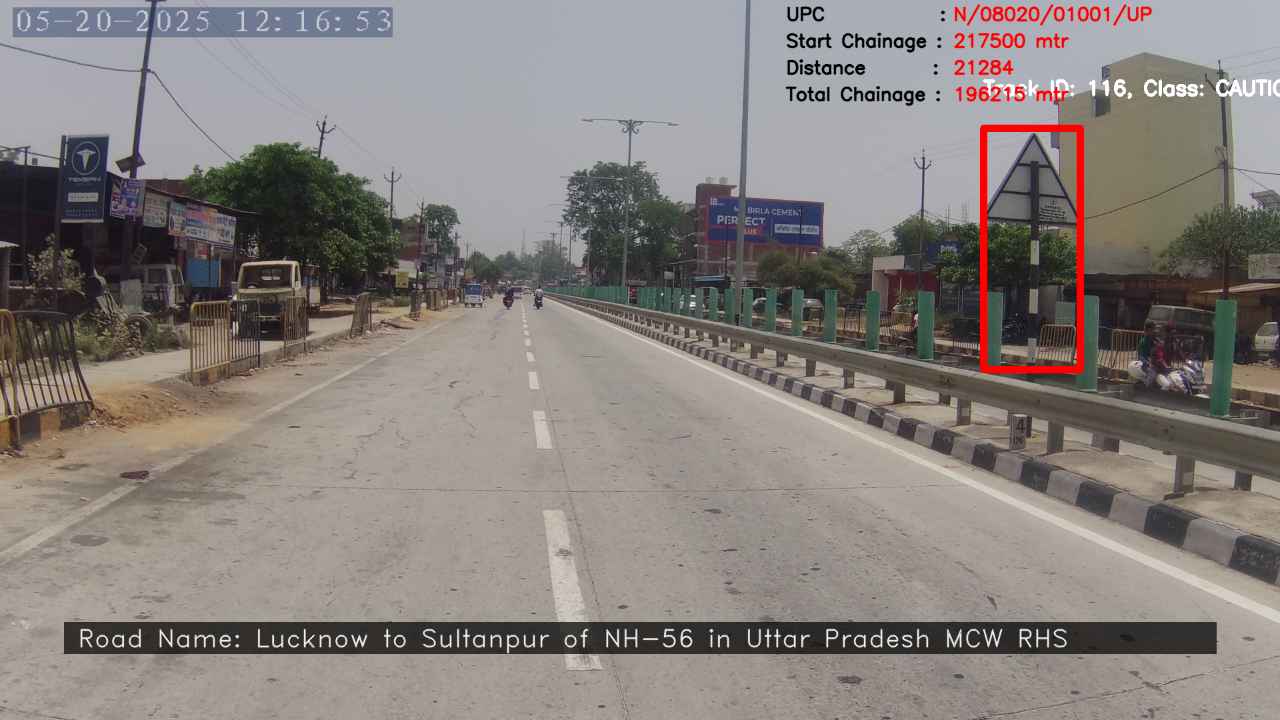 05-20-2025 12:16:53
UPC : N/08020/01001/UP
Start Chainage : 217500 mtr
Distance : 21284
Total Chainage : 196215 mtr
Track ID: 116, Class: CAUTIO
BIRLA CEMENT
PERFECT
PLUS
4
Road Name: Lucknow to Sultanpur of NH-56 in Uttar Pradesh MCW RHS